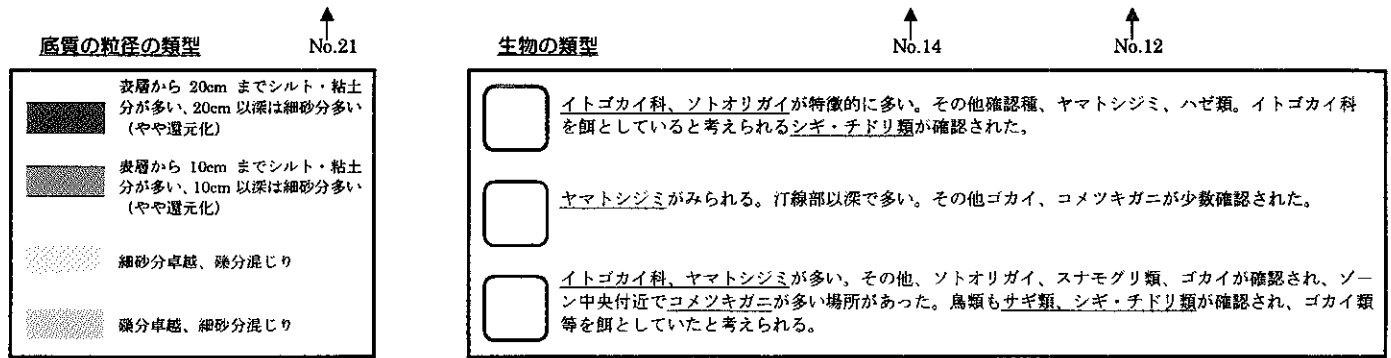 底質の粒径の類型
No.21
表層から 20cm までシルト・粘土
分が多い、20cm 以深は細砂分多い
(やや還元化)
表層から 10cm までシルト・粘土
分が多い、10cm 以深は細砂分多い
(やや還元化)
細砂分卓越、礫分混じり
礫分卓越、細砂分混じり
生物の類型
No.14
No.12
イトゴカイ科、ソトオリガイが特徴的に多い。その他確認種、ヤマトシジミ、ハゼ類。イトゴカイ科
を餌としていると考えられるシギ・チドリ類が確認された。
ヤマトシジミがみられる。汀線部以深で多い。その他ゴカイ、コメツキガニが少数確認された。
イトゴカイ科、ヤマトシジミが多い。その他、ソトオリガイ、スナモグリ類、ゴカイが確認され、ゾー
ン中央付近でコメツキガニが多い場所があった。鳥類もサギ類、シギ・チドリ類が確認され、ゴカイ類
等を餌としていたと考えられる。